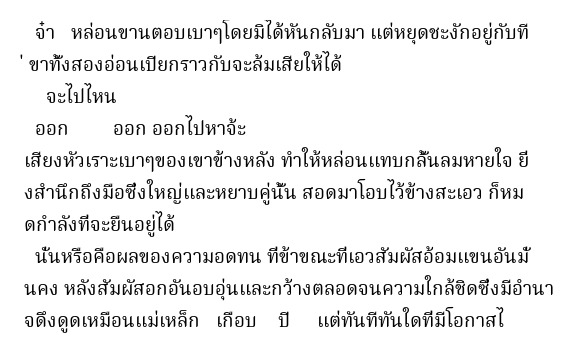 จ๋า หล่อนขานตอบเบาๆโดยมิได้หันกลับมา แต่หยุดชะงักอยู่กับที
่ ขาทั้งสองอ่อนเปียกราวกับจะล้มเสียให้ได้
จะไปไหน
ออก ออก ออกไปหาจ้ะ
เสียงหัวเราะเบาๆของเขาข้างหลัง ทำให้หล่อนแทบกลั้นลมหายใจ ยิ่
งสำนึกถึงมือซึ่งใหญ่และหยาบคู่นั้น สอดมาโอบไว้ข้างสะเอว ก็หม
ดกำลังที่จะยืนอยู่ได้
นั่นหรือคือผลของความอดทน ที่ข้าขณะที่เอวสัมผัสอ้อมแขนอันมั่
นคง หลังสัมผัสอกอันอบอุ่นและกว้างตลอดจนความใกล้ชิดซึ่งมีอำนา
จดึงดูดเหมือนแม่เหล็ก เกือบ ปี แต่ทันทีทันใดที่มีโอกาสไ